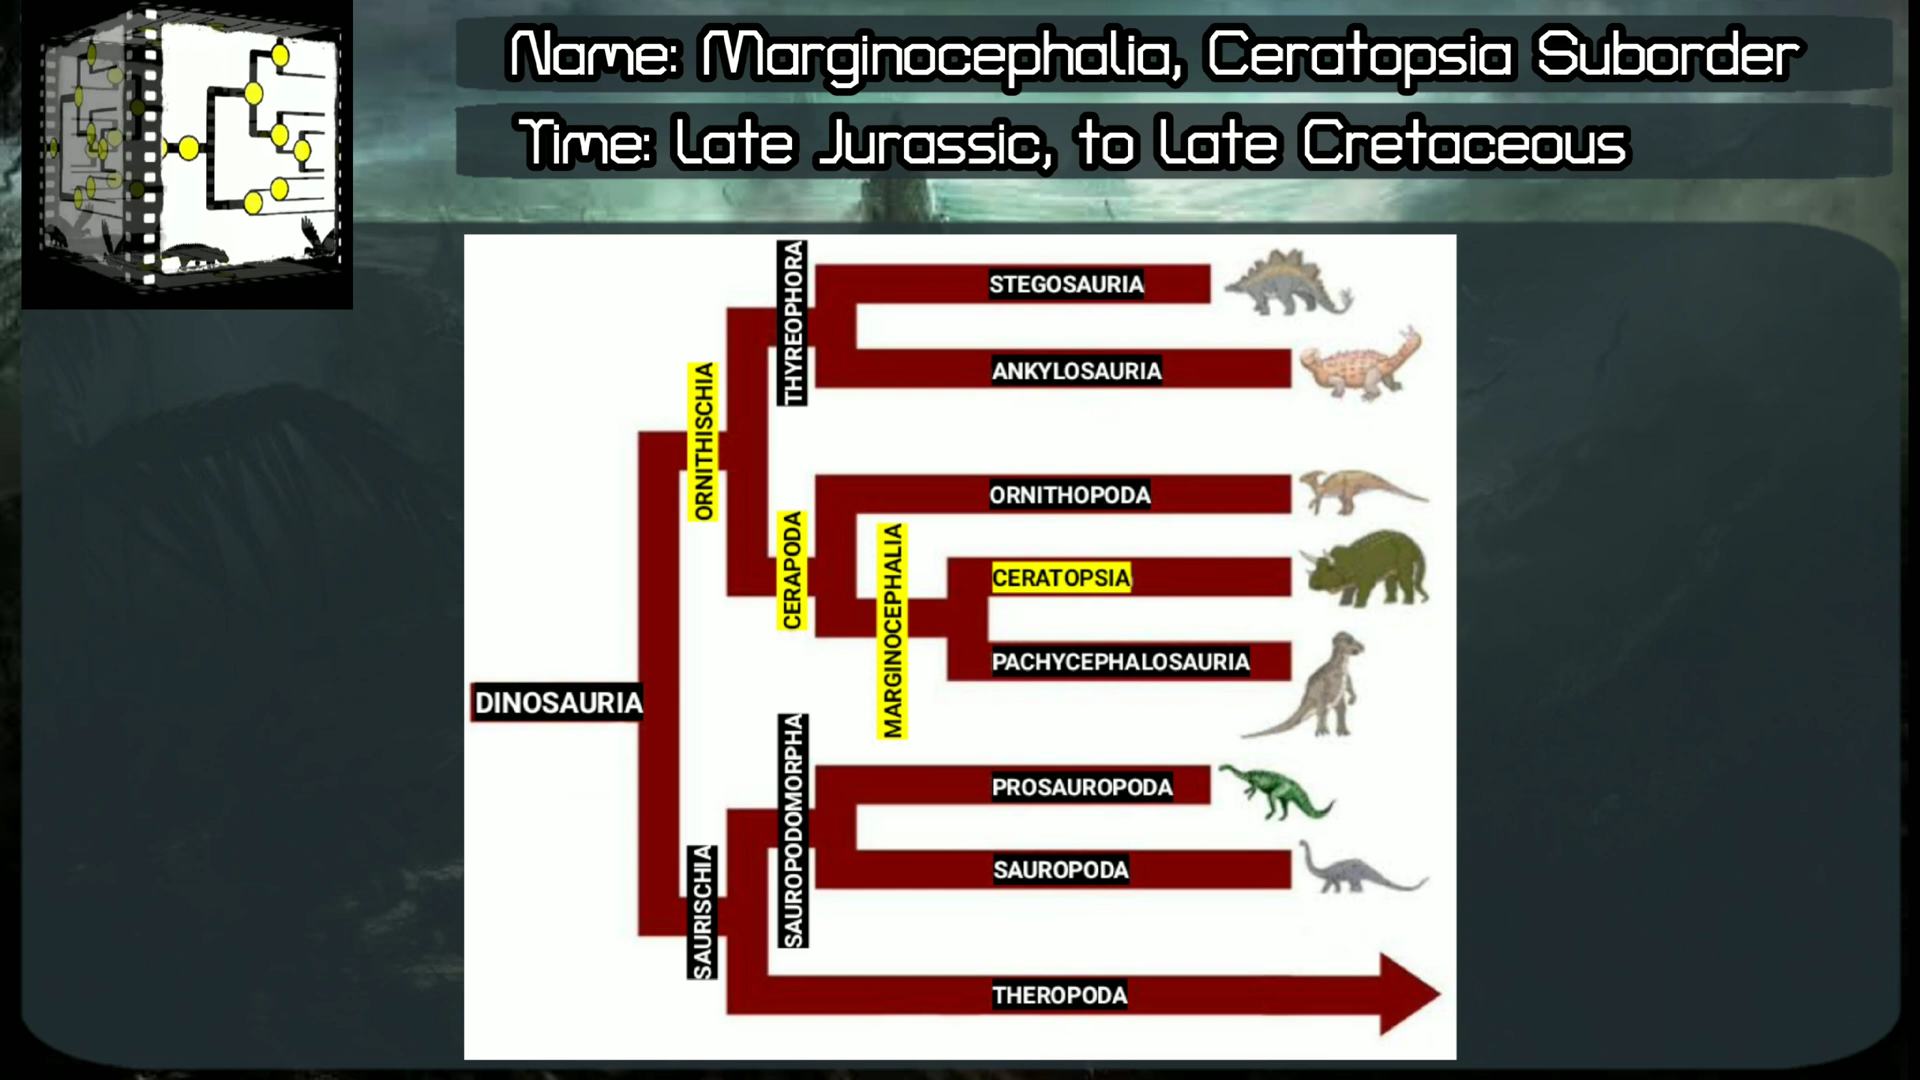 Name: Marginocephalia, Ceratopsia Suborder
Time: Late Jurassic, to Late Cretaceous
THYREOPHORA
STEGOSAURIA
ANKYLOSAURIA
ORNITHISCHIA
ORNITHOPODA
CERAPODA
MARGINOCEPHALIA
CERATOPSIA
PACHYCEPHALOSAURIA
DINOSAURIA
SAUROPODOMORPHA
PROSAUROPODA
SAURISCHIA
SAUROPODA
THEROPODA